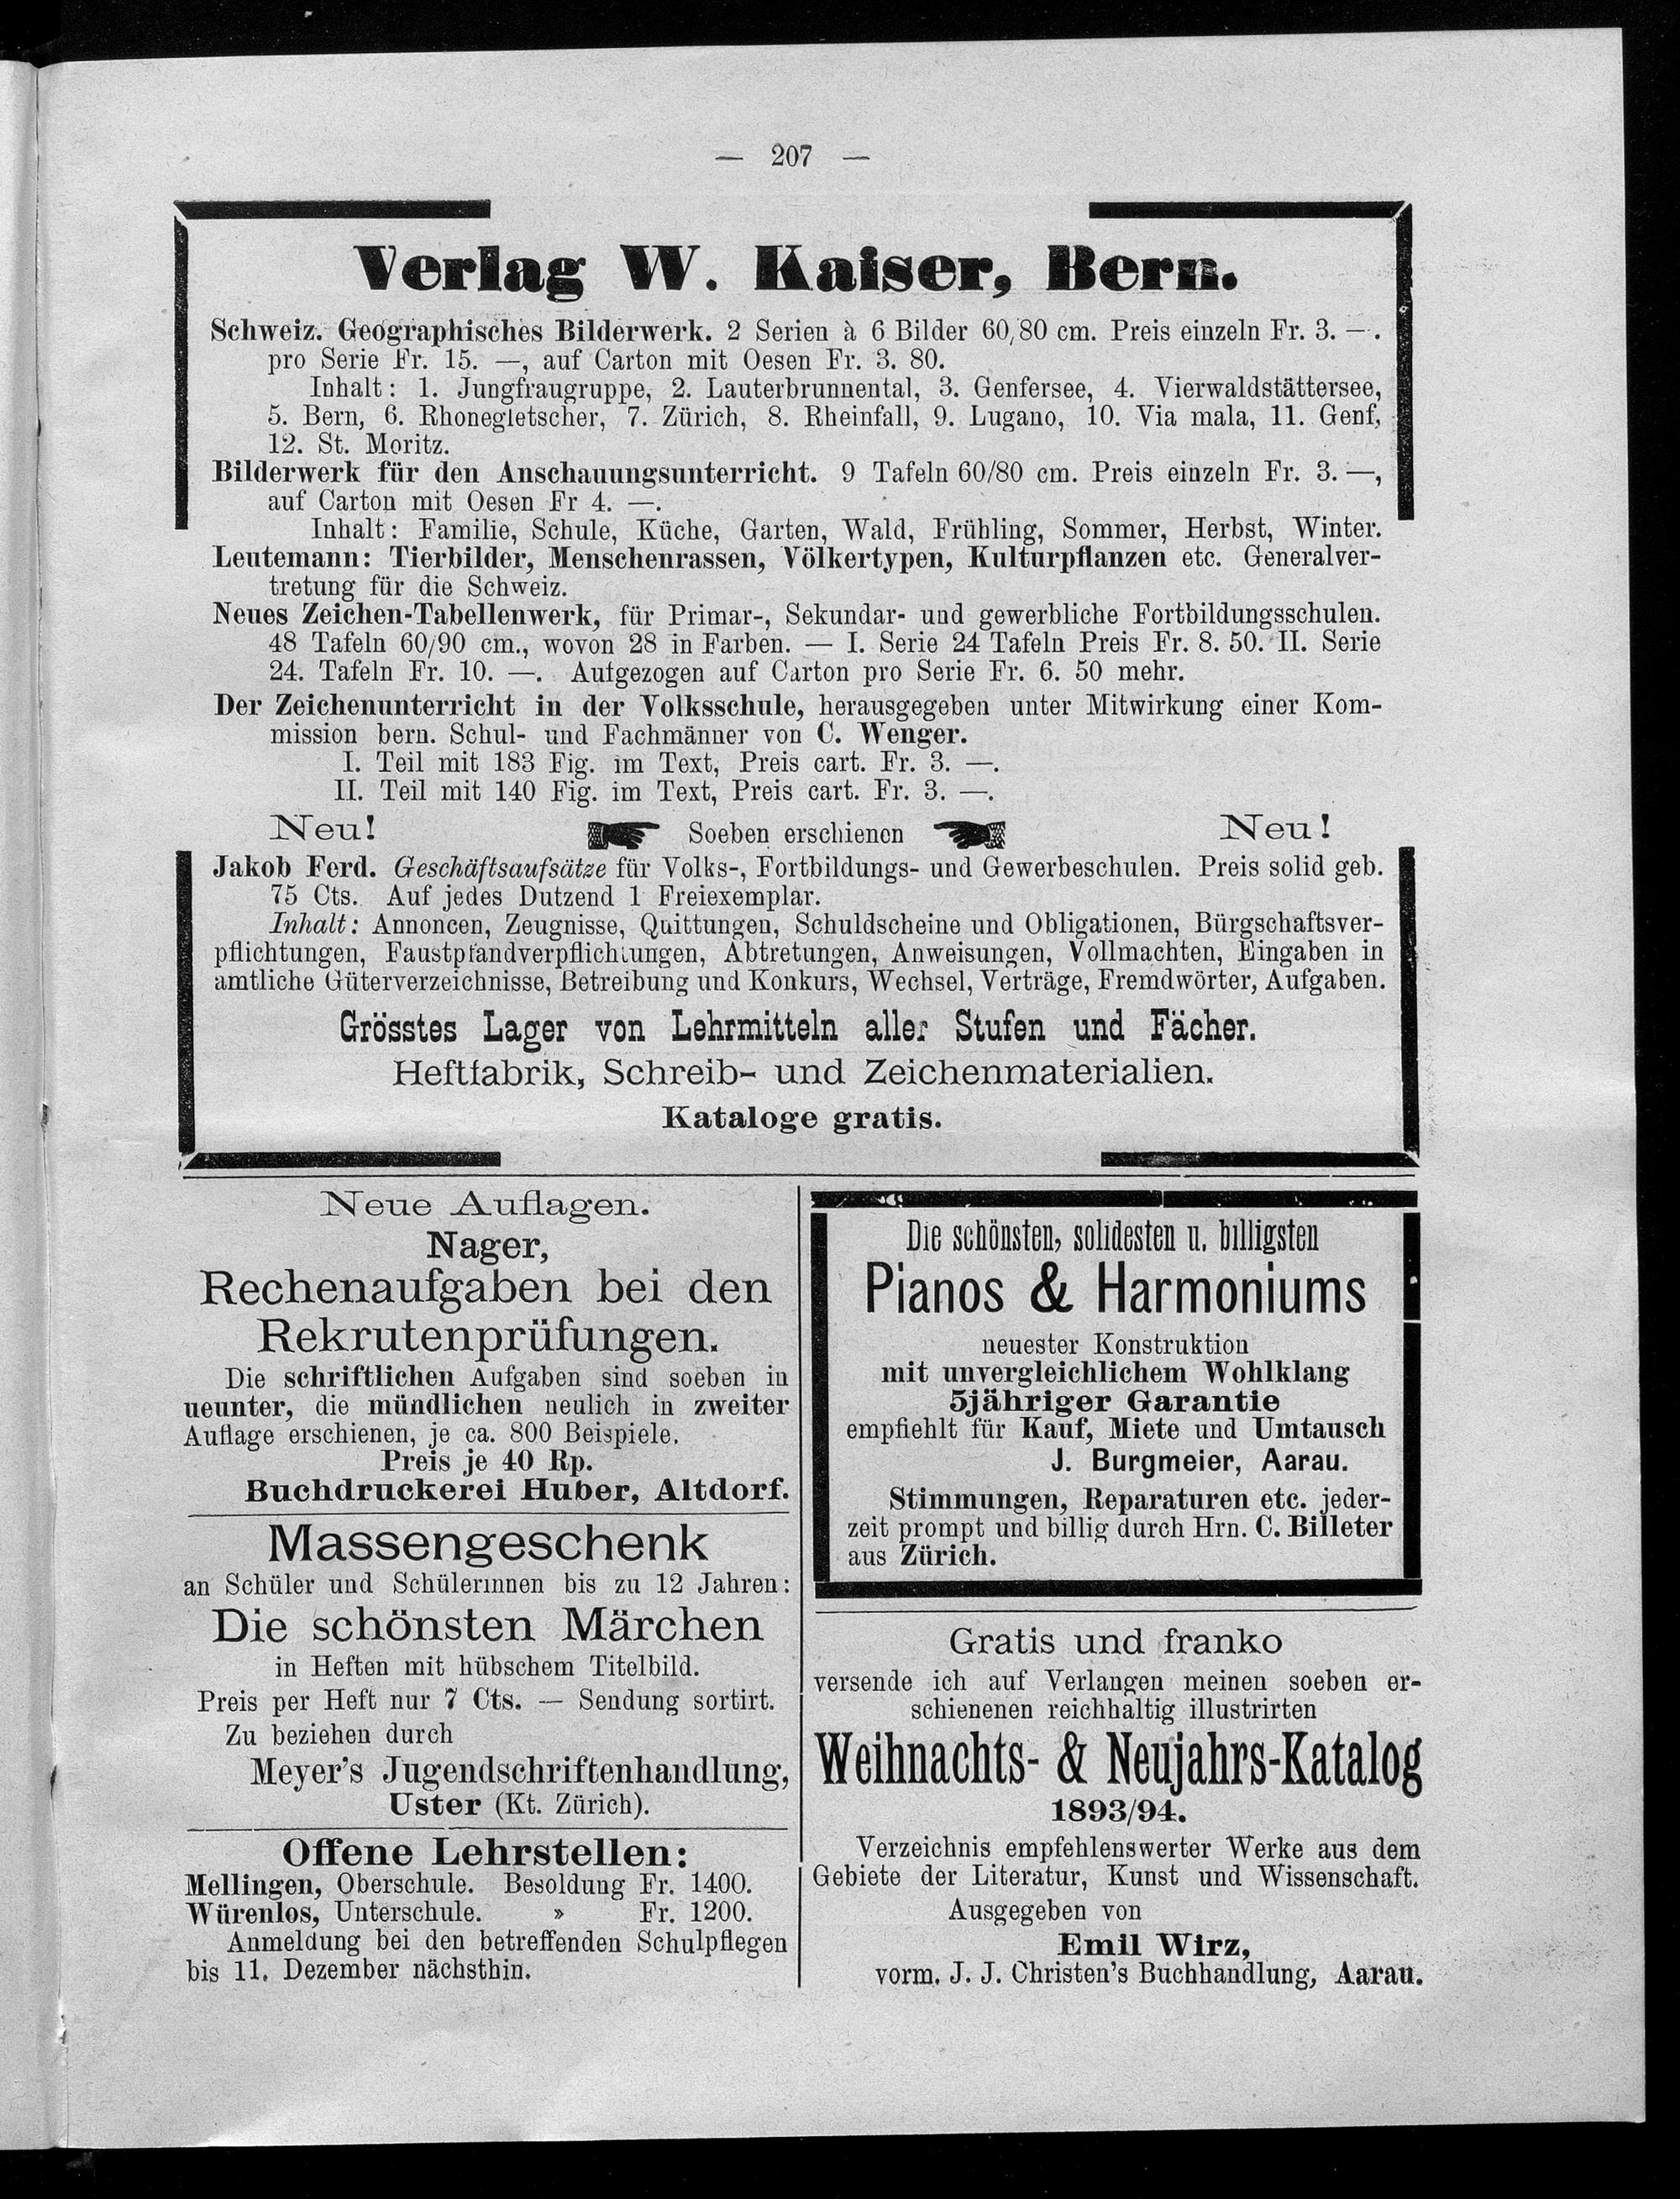 — 207 —
Verlag W. Kaiser, Bern.
Schweiz. Geographisches Bilderwerk. 2 Serien à 6 Bilder 60/80 cm. Preis einzeln Fr. 3. —.
pro Serie Fr. 15. —, auf Carton mit Oesen Fr. 3. 80.
Inhalt: 1. Jungfraugruppe, 2. Lauterbrunnental, 3. Genfersee, 4. Vierwaldstättersee,
5. Bern, 6. Rhonegletscher, 7. Zürich, 8. Rheinfall, 9. Lugano, 10. Via mala, 11. Genf,
12. St. Moritz.
Bilderwerk für den Anschauungsunterricht. 9 Tafeln 60/80 cm. Preis einzeln Fr. 3. —,
auf Carton mit Oesen Fr 4. —.
Inhalt: Familie, Schule, Küche, Garten, Wald, Frühling, Sommer, Herbst, Winter.
Leutemann: Tierbilder, Menschenrassen, Völkertypen, Kulturpflanzen etc. Generalver-
tretung für die Schweiz.
Neues Zeichen-Tabellenwerk, für Primar-, Sekundar- und gewerbliche Fortbildungsschulen.
48 Tafeln 60/90 cm., wovon 28 in Farben. — I. Serie 24 Tafeln Preis Fr. 8. 50. II. Serie
24. Tafeln Fr. 10. —. Aufgezogen auf Carton pro Serie Fr. 6. 50 mehr.
Der Zeichenunterricht in der Volksschule, herausgegeben unter Mitwirkung einer Kom-
mission bern. Schul- und Fachmänner von C. Wenger.
I. Teil mit 183 Fig. im Text, Preis cart. Fr. 3. —.
II. Teil mit 140 Fig. im Text, Preis cart. Fr. 3. —.
Neu! Soeben erschienen Neu!
Jakob Ferd. Geschäftsaufsätze für Volks-, Fortbildungs- und Gewerbeschulen. Preis solid geb.
75 Cts. Auf jedes Dutzend 1 Freiexemplar.
Inhalt: Annoncen, Zeugnisse, Quittungen, Schuldscheine und Obligationen, Bürgschaftsver-
pflichtungen, Faustpfandverpflichtungen, Abtretungen, Anweisungen, Vollmachten, Eingaben in
amtliche Güterverzeichnisse, Betreibung und Konkurs, Wechsel, Verträge, Fremdwörter, Aufgaben.
Grösstes Lager von Lehrmitteln aller Stufen und Fächer.
Heftfabrik, Schreib- und Zeichenmaterialien.
Kataloge gratis.
Neue Auflagen.
Nager,
Rechenaufgaben bei den
Rekrutenprüfungen.
Die schriftlichen Aufgaben sind soeben in
neunter, die mündlichen neulich in zweiter
Auflage erschienen, je ca. 800 Beispiele.
Preis je 40 Rp.
Buchdruckerei Huber, Altdorf.
Massengeschenk
an Schüler und Schülerinnen bis zu 12 Jahren:
Die schönsten Märchen
in Heften mit hübschem Titelbild.
Preis per Heft nur 7 Cts. — Sendung sortirt.
Zu beziehen durch
Meyer's Jugendschriftenhandlung,
Uster (Kt. Zürich).
Offene Lehrstellen:
Mellingen, Oberschule. Besoldung Fr. 1400.
Würenlos, Unterschule. » Fr. 1200.
Anmeldung bei den betreffenden Schulpflegen
bis 11. Dezember nächsthin.
Die schönsten, solidesten u. billigsten
Pianos & Harmoniums
neuester Konstruktion
mit unvergleichlichem Wohlklang
5jähriger Garantie
empfiehlt für Kauf, Miete und Umtausch
J. Burgmeier, Aarau.
Stimmungen, Reparaturen etc. jeder-
zeit prompt und billig durch Hrn. C. Billeter
aus Zürich.
Gratis und franko
versende ich auf Verlangen meinen soeben er-
schienenen reichhaltig illustrirten
Weihnachts- & Neujahrs-Katalog
1893/94.
Verzeichnis empfehlenswerter Werke aus dem
Gebiete der Literatur, Kunst und Wissenschaft.
Ausgegeben von
Emil Wirz,
vorm. J. J. Christen's Buchhandlung, Aarau.